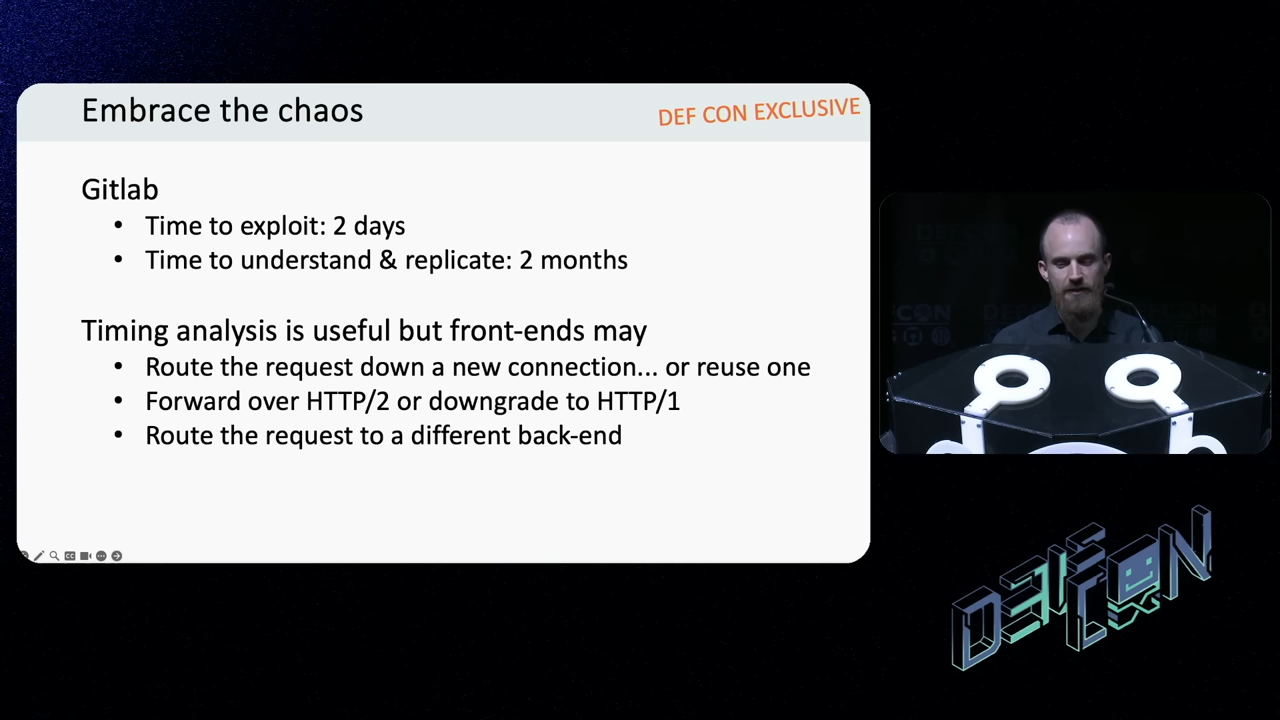 Embrace the chaos
DEF CON EXCLUSIVE
Gitlab
• Time to exploit: 2 days
• Time to understand & replicate: 2 months
Timing analysis is useful but front-ends may
• Route the request down a new connection... or reuse one
• Forward over HTTP/2 or downgrade to HTTP/1
• Route the request to a different back-end
DEF CON